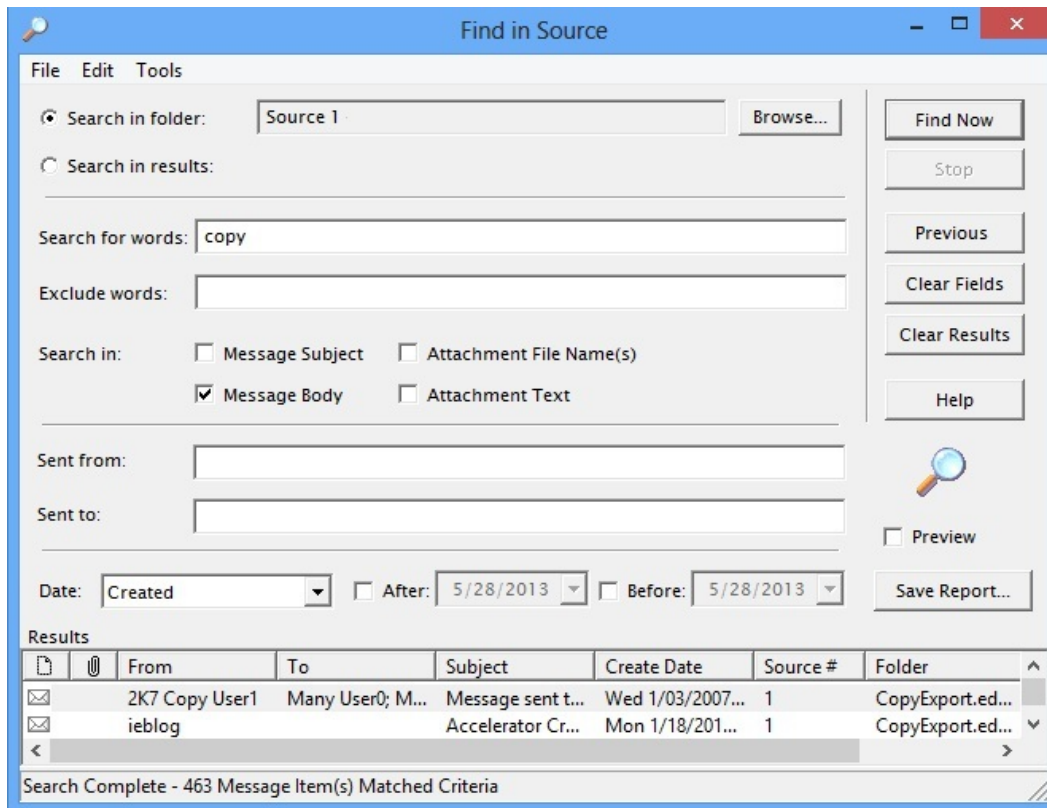 Find in Source
File Edit Tools
Search in folder: Source 1 Browse... Find Now
Search in results: Stop
Search for words: copy Previous
Exclude words: Clear Fields
Clear Results
Search in: Message Subject Attachment File Name(s)
Message Body Attachment Text Help
Sent from:
Sent to:
Preview
Date: Created After: 5/28/2013 Before: 5/28/2013 Save Report...
Results
From To Subject Create Date Source # Folder
2K7 Copy User1 Many User0; M... Message sent t... Wed 1/03/2007... 1 CopyExport.ed...
ieblog Accelerator Cr... Mon 1/18/201... 1 CopyExport.ed...
Search Complete - 463 Message Item(s) Matched Criteria